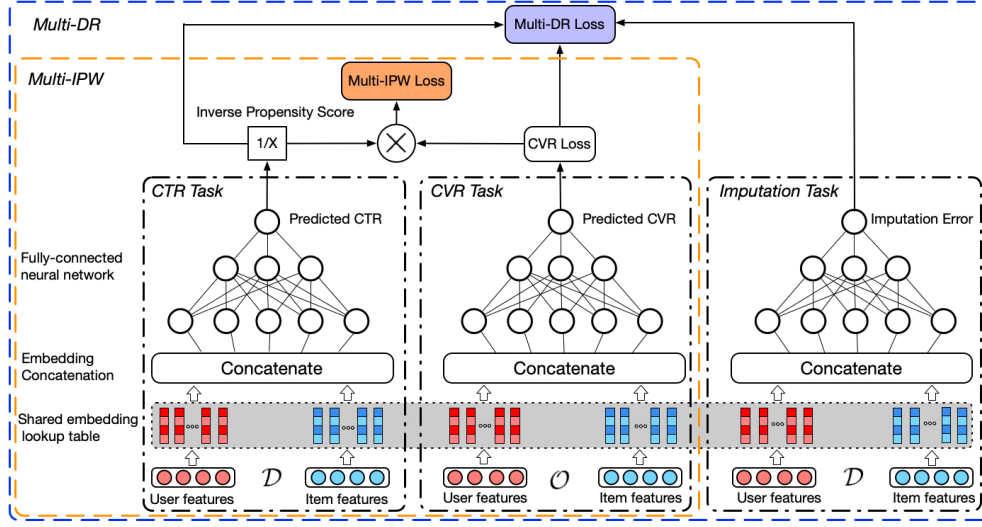 Multi-DR
Multi-DR Loss
Multi-IPW
Multi-IPW Loss
Inverse Propensity Score
1/X
CVR Loss
CTR Task
CVR Task
Imputation Task
Predicted CTR
Predicted CVR
Imputation Error
Fully-connected
neural network
Embedding
Concatenation
Concatenate
Concatenate
Concatenate
Shared embedding
lookup table
User features
𝒟
Item features
User features
𝒪
Item features
User features
𝒟
Item features